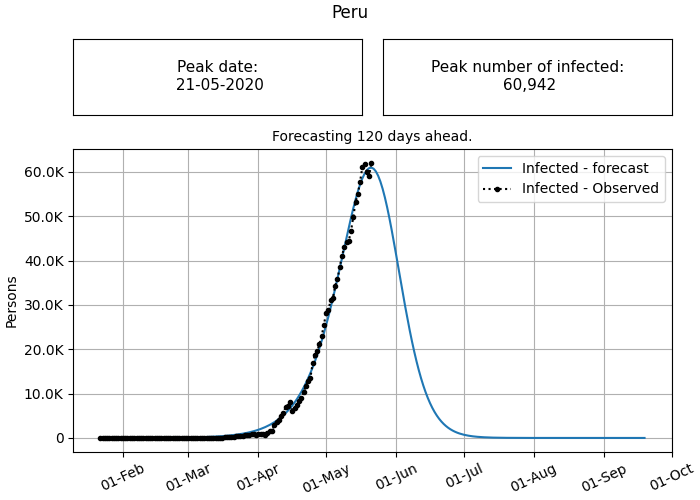 Peru
Peak date:
21-05-2020
Peak number of infected:
60,942
Forecasting 120 days ahead.
Infected - forecast
Infected - Observed
Persons
60.0K
50.0K
40.0K
30.0K
20.0K
10.0K
0
01-Feb
01-Mar
01-Apr
01-May
01-Jun
01-Jul
01-Aug
01-Sep
01-Oct